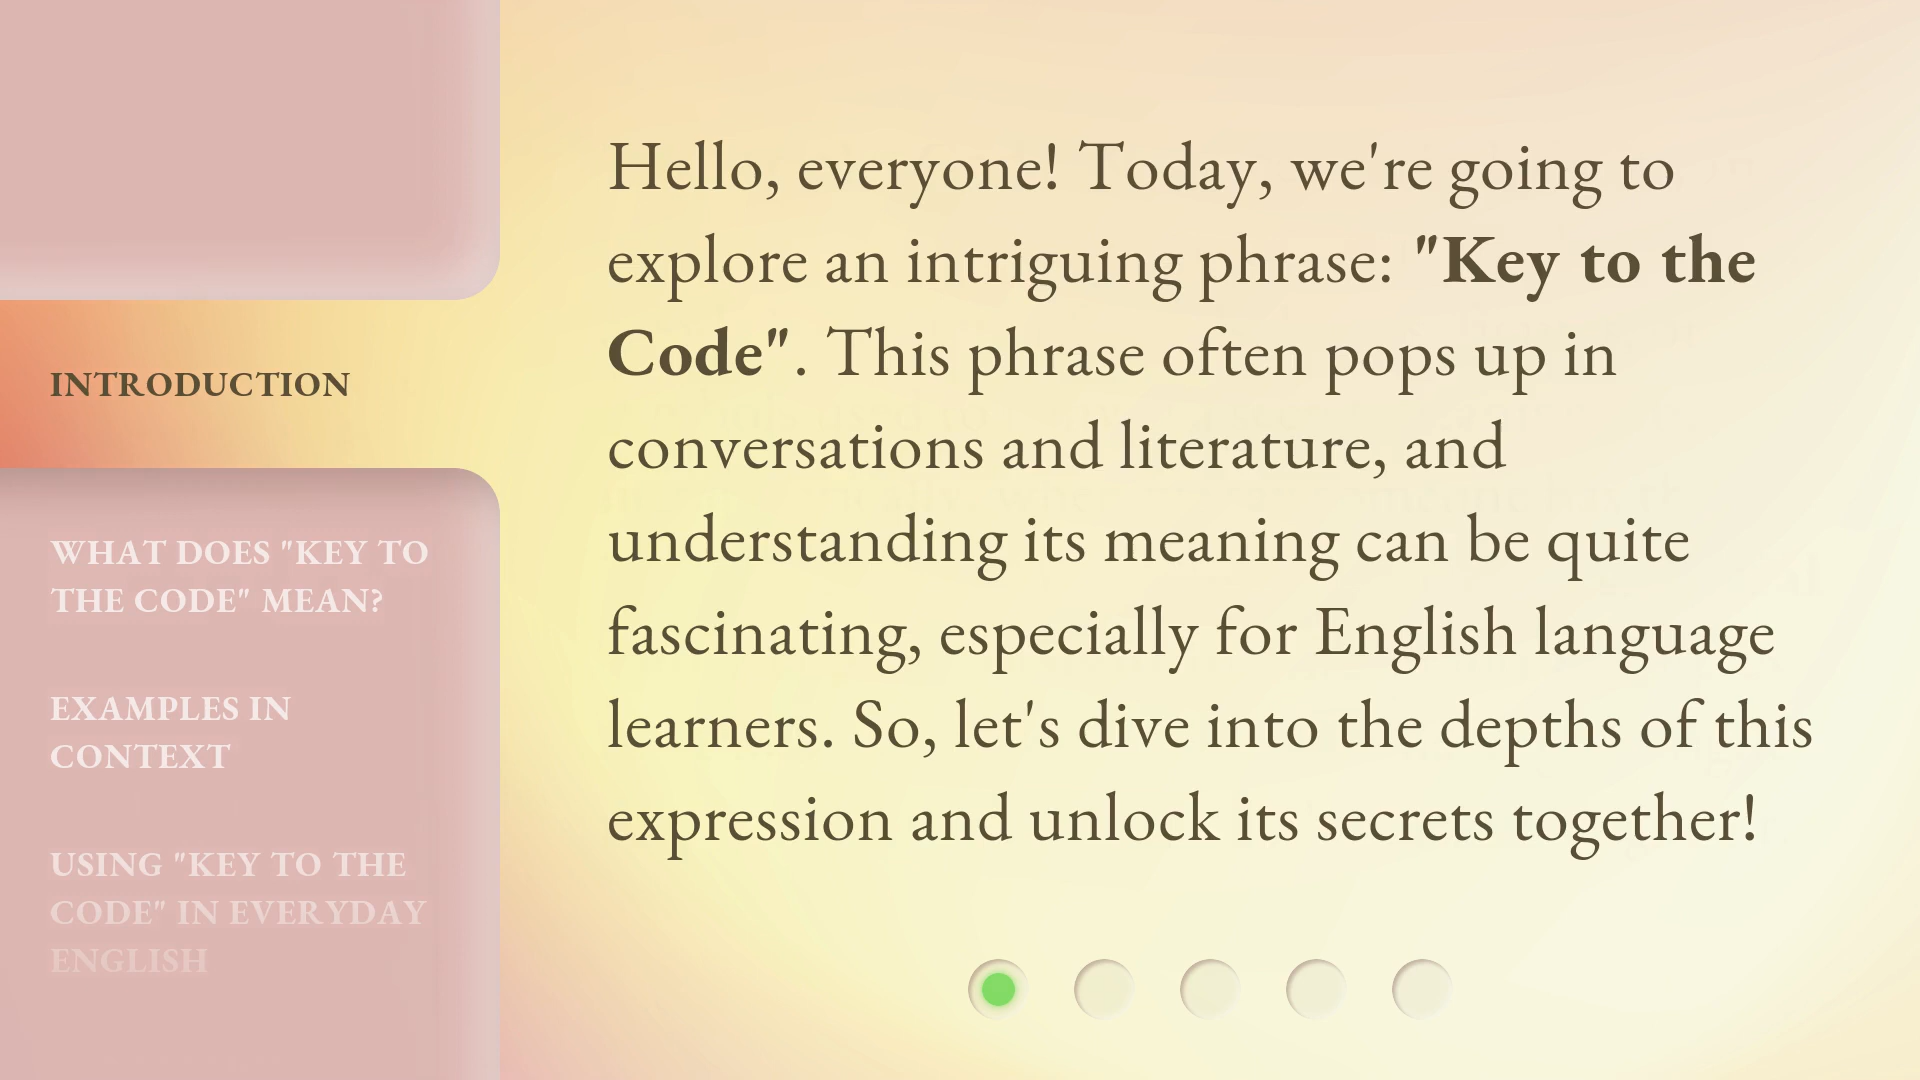 INTRODUCTION
WHAT DOES "KEY TO
THE CODE" MEAN?
EXAMPLES IN
CONTEXT
USING "KEY TO THE
CODE" IN EVERYDAY
ENGLISH
Hello, everyone! Today, we're going to
explore an intriguing phrase: "Key to the
Code". This phrase often pops up in
conversations and literature, and
understanding its meaning can be quite
fascinating, especially for English language
learners. So, let's dive into the depths of this
expression and unlock its secrets together!